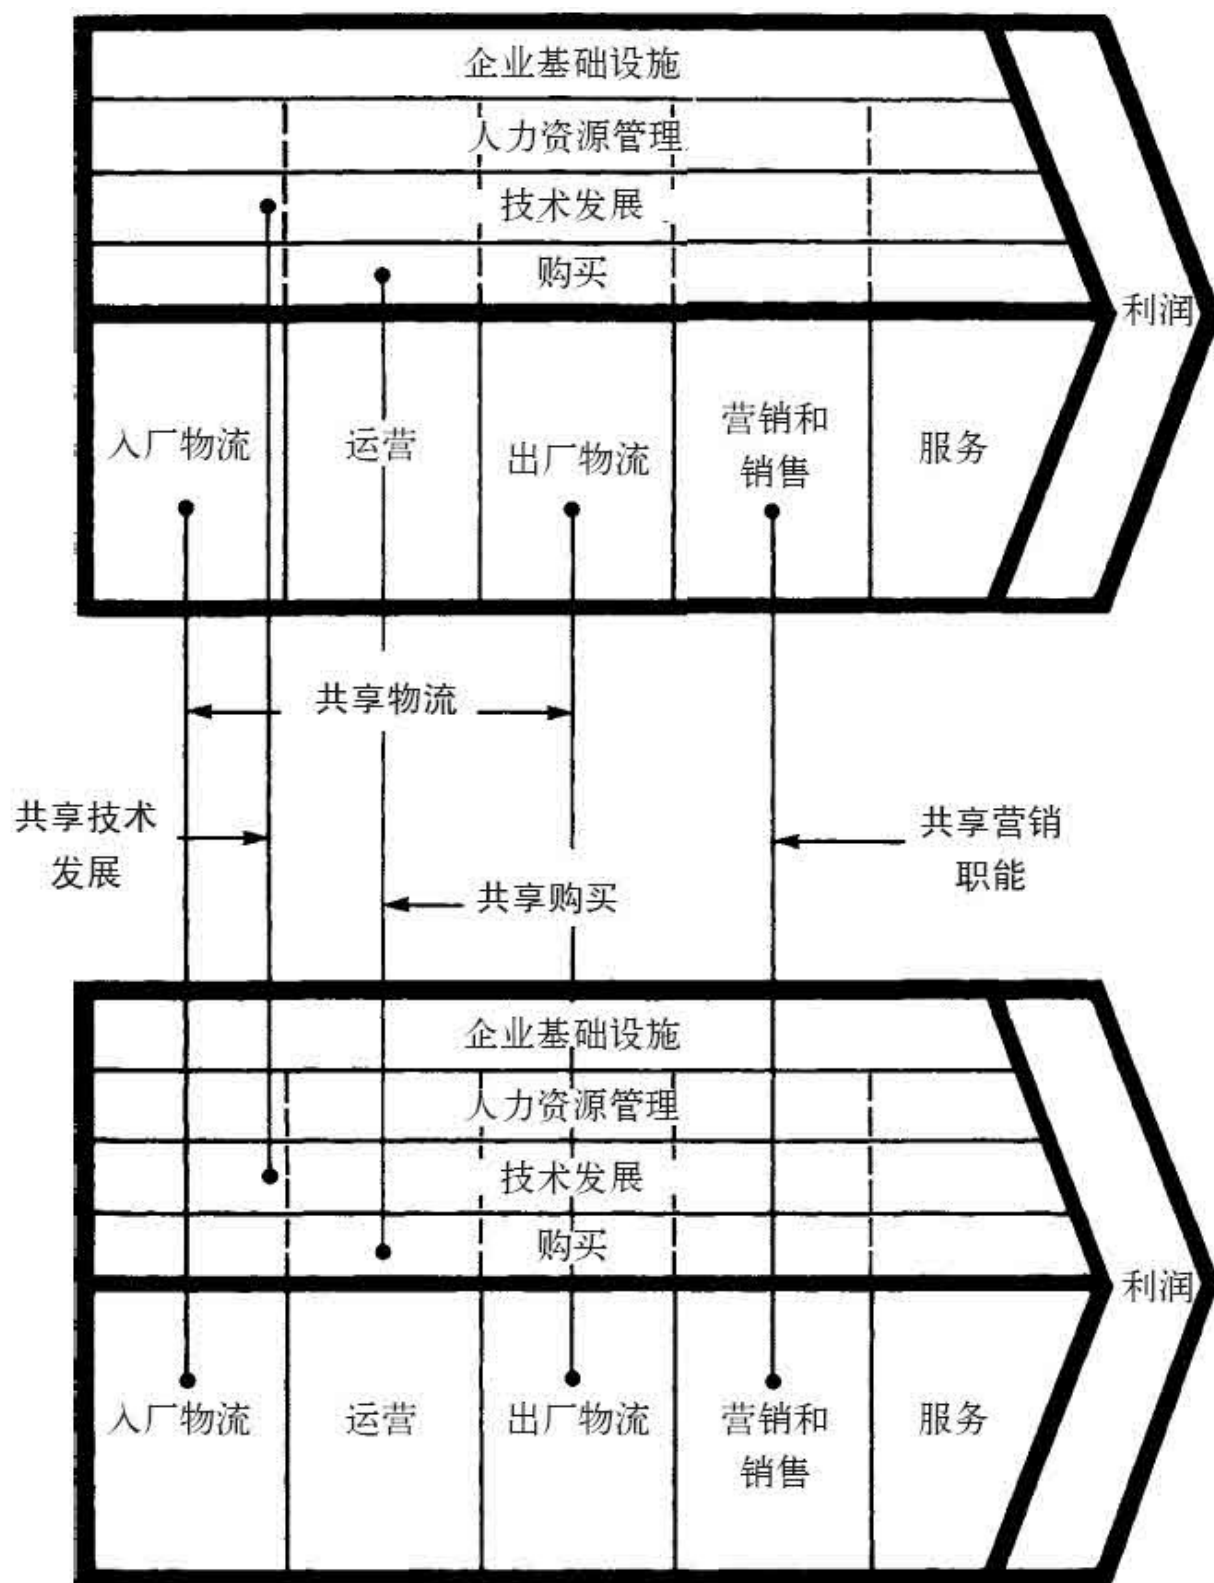 企业基础设施
人力资源管理
技术发展
购买
利润
入厂物流
运营
出厂物流
营销和
销售
服务
共享物流
共享技术
发展
共享营销
职能
共享购买
企业基础设施
人力资源管理
技术发展
购买
利润
入厂物流
运营
出厂物流
营销和
销售
服务